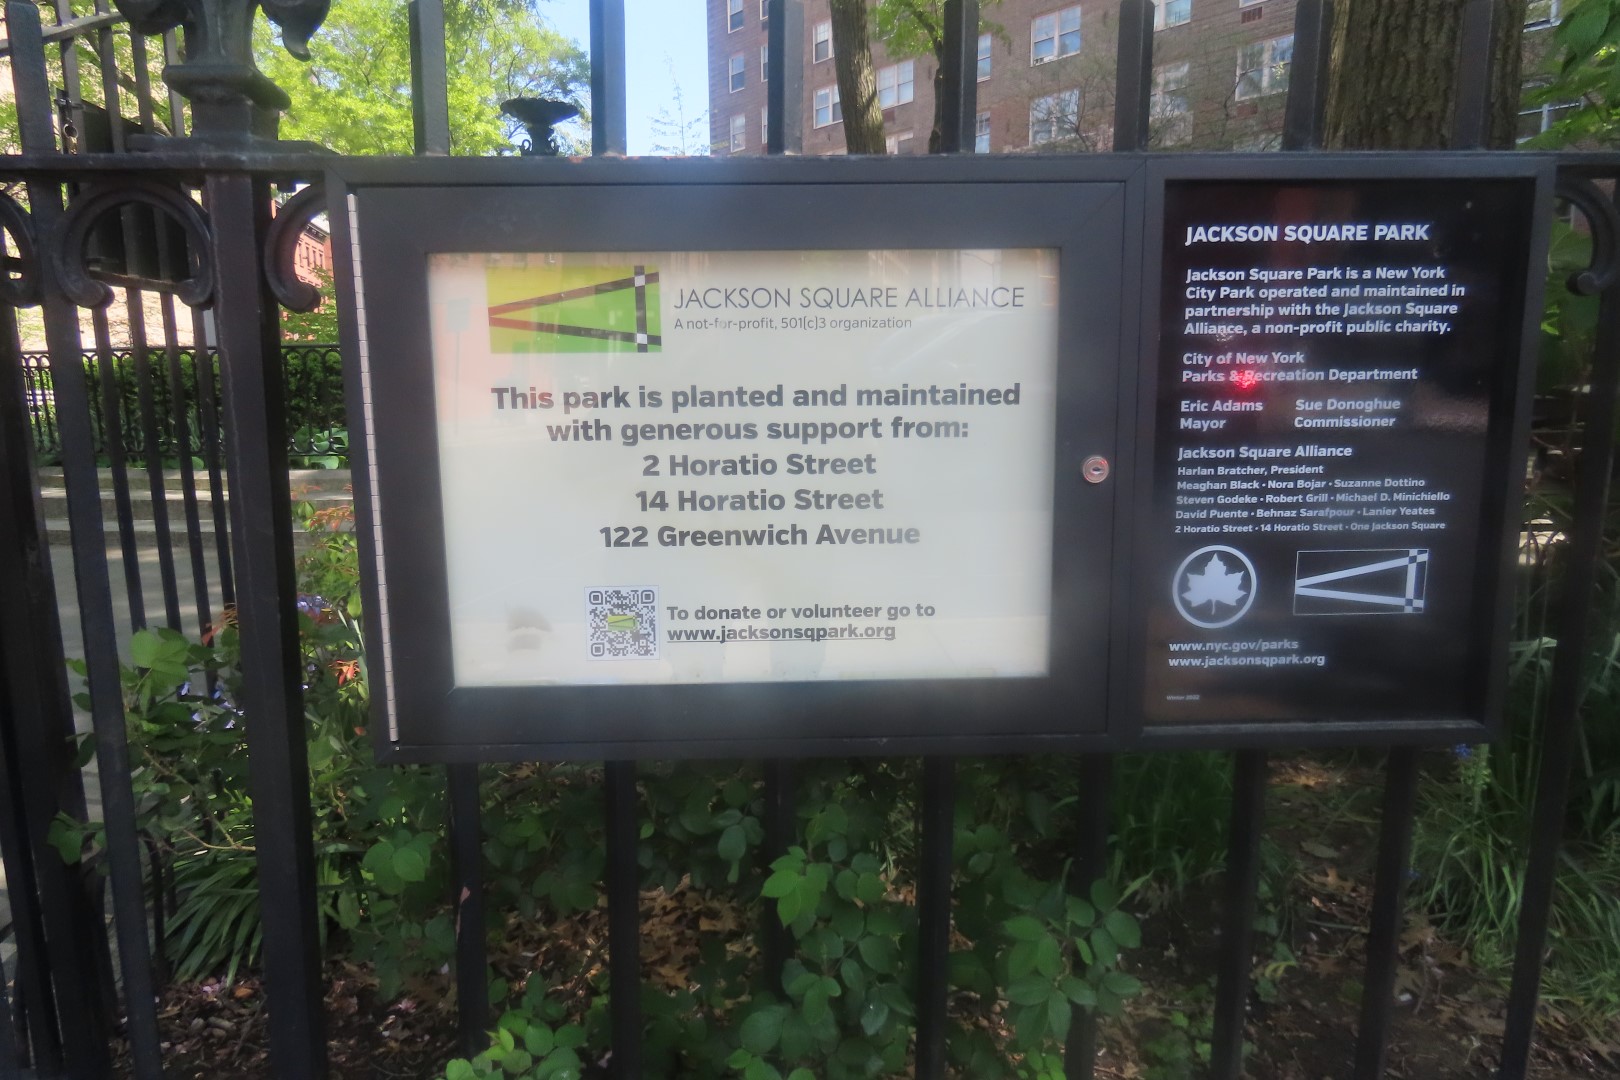 JACKSON SQUARE ALLIANCE
A not-for-profit, 501(c)3 organization
This park is planted and maintained
with generous support from:
2 Horatio Street
14 Horatio Street
122 Greenwich Avenue
To donate or volunteer go to
www.jacksonsqpark.org
JACKSON SQUARE PARK
Jackson Square Park is a New York
City Park operated and maintained in
partnership with the Jackson Square
Alliance, a non-profit public charity.
City of New York
Parks & Recreation Department
Eric Adams Sue Donoghue
Mayor Commissioner
Jackson Square Alliance
Harlan Bratcher, President
Meaghan Black • Nora Bojar • Suzanne Dottino
Steven Godeke • Robert Grill • Michael D. Minichiello
David Puente • Behnaz Sarafpour • Lanier Yeates
2 Horatio Street • 14 Horatio Street • One Jackson Square
www.nyc.gov/parks
www.jacksonsqpark.org